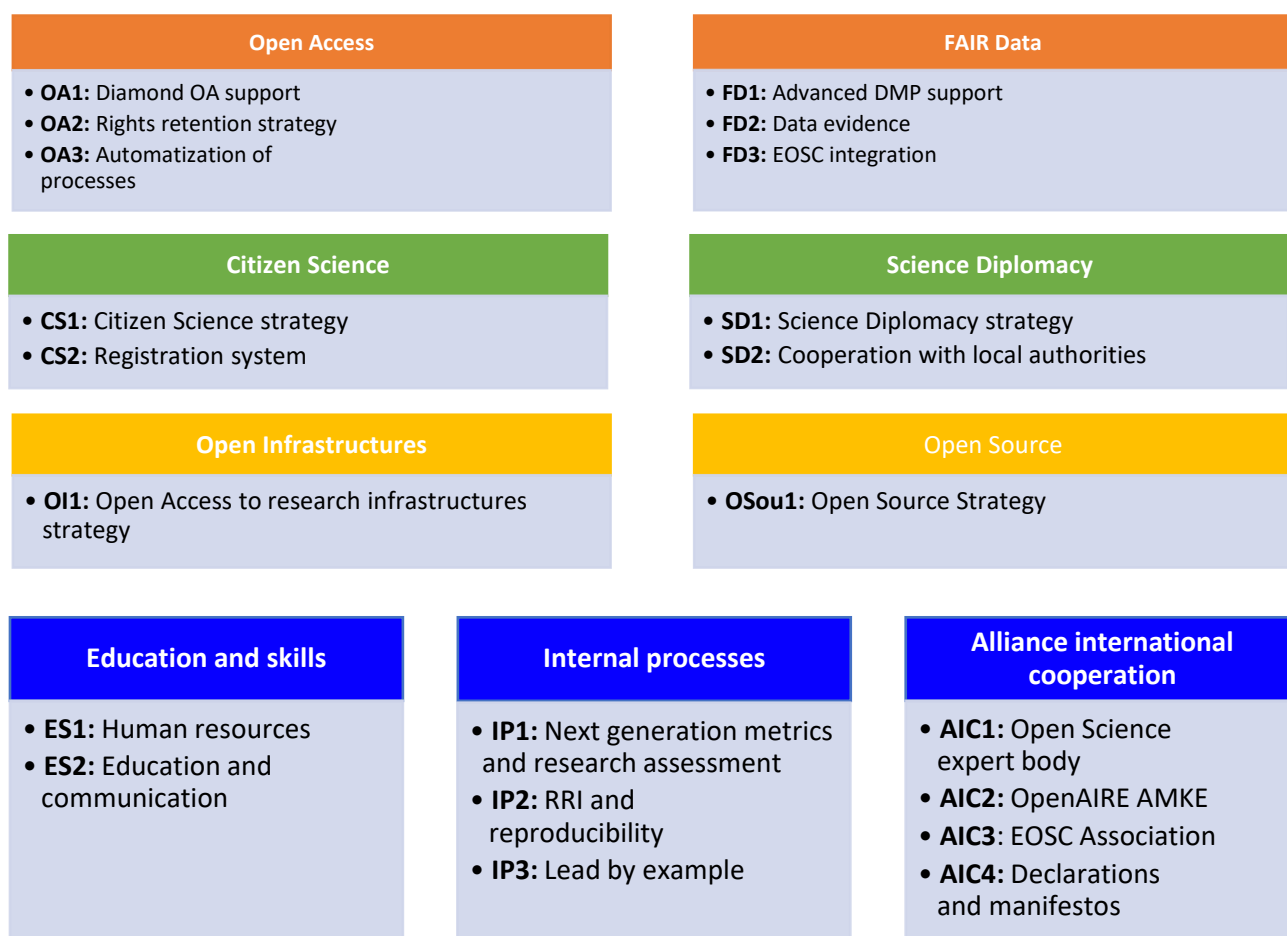 Open Access
• OA1: Diamond OA support
• OA2: Rights retention strategy
• OA3: Automatization of
processes
FAIR Data
• FD1: Advanced DMP support
• FD2: Data evidence
• FD3: EOSC integration
Citizen Science
• CS1: Citizen Science strategy
• CS2: Registration system
Science Diplomacy
• SD1: Science Diplomacy strategy
• SD2: Cooperation with local authorities
Open Infrastructures
• OI1: Open Access to research infrastructures
strategy
Open Source
• OSou1: Open Source Strategy
Education and skills
• ES1: Human resources
• ES2: Education and
communication
Internal processes
• IP1: Next generation metrics
and research assessment
• IP2: RRI and
reproducibility
• IP3: Lead by example
Alliance international
cooperation
• AIC1: Open Science
expert body
• AIC2: OpenAIRE AMKE
• AIC3: EOSC Association
• AIC4: Declarations
and manifestos